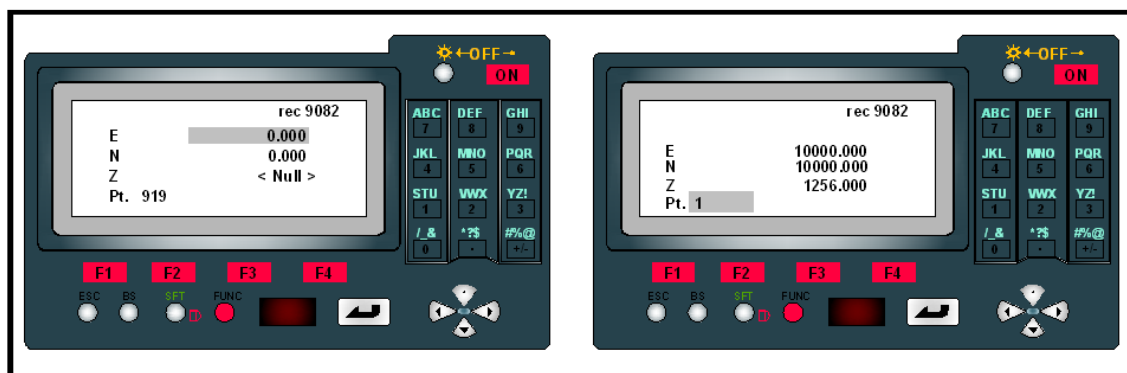 ←OFF→
ON
rec 9082
E 0.000
N 0.000
Z < Null >
Pt. 919
ABC DEF GHI
7 8 9
JKL MNO PQR
4 5 6
STU VWX YZ!
1 2 3
/_& *?$ #%@
0 . +/-
F1 F2 F3 F4
ESC BS SFT FUNC
←OFF→
ON
rec 9082
E 10000.000
N 10000.000
Z 1256.000
Pt. 1
ABC DEF GHI
7 8 9
JKL MNO PQR
4 5 6
STU VWX YZ!
1 2 3
/_& *?$ #%@
0 . +/-
F1 F2 F3 F4
ESC BS SFT FUNC